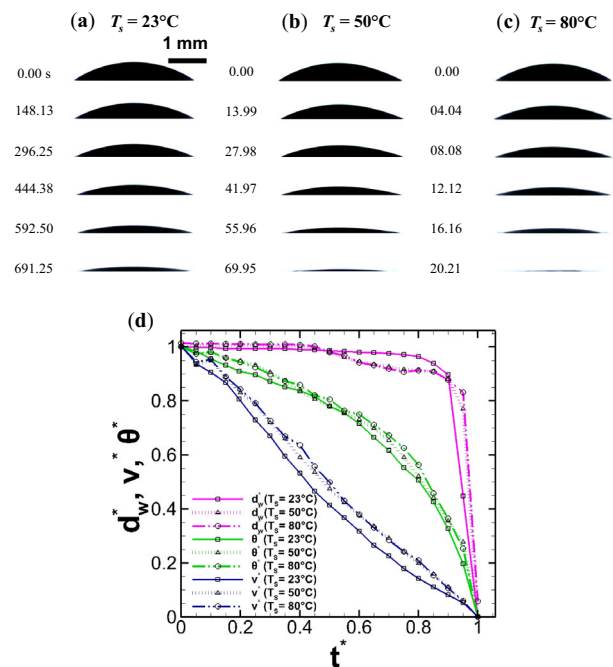 (a) Ts = 23°C (b) Ts = 50°C (c) Ts = 80°C
1 mm
0.00 s 0.00 0.00
148.13 13.99 04.04
296.25 27.98 08.08
444.38 41.97 12.12
592.50 55.96 16.16
691.25 69.95 20.21
(d)
1
0.8
0.6
0.4
0.2
0
d*w, v*, θ*
d*w (Ts = 23°C)
d*w (Ts = 50°C)
d*w (Ts = 80°C)
θ* (Ts = 23°C)
θ* (Ts = 50°C)
θ* (Ts = 80°C)
v* (Ts = 23°C)
v* (Ts = 50°C)
v* (Ts = 80°C)
0 0.2 0.4 0.6 0.8 1
t*